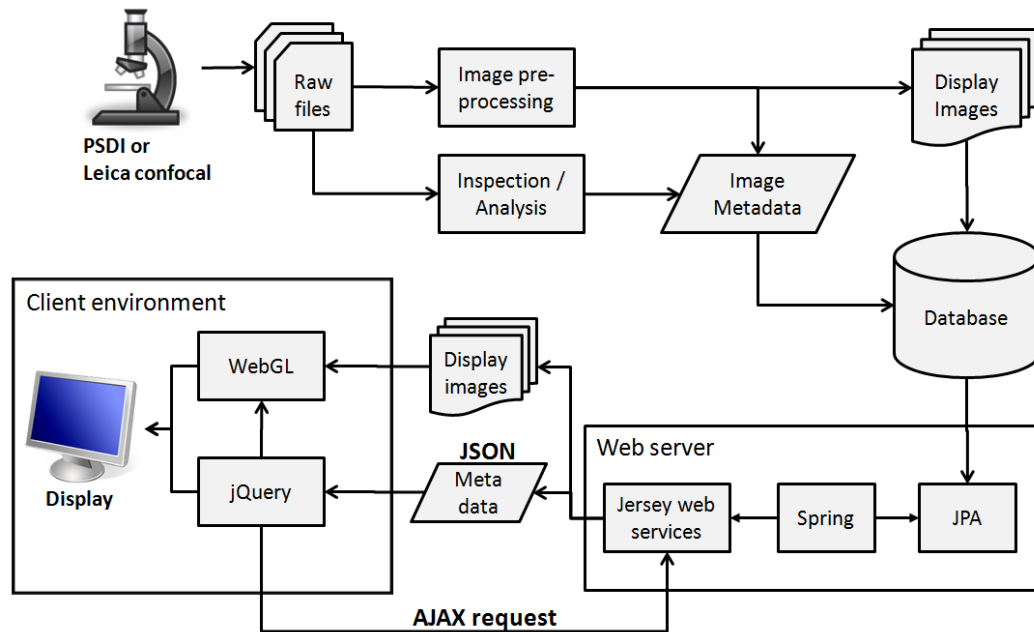 PSDI or
Leica confocal
Raw
files
Image pre-
processing
Display
Images
Inspection /
Analysis
Image
Metadata
Database
Client environment
WebGL
jQuery
Display
Display
images
JSON
Meta
data
Web server
Jersey web
services
Spring
JPA
AJAX request